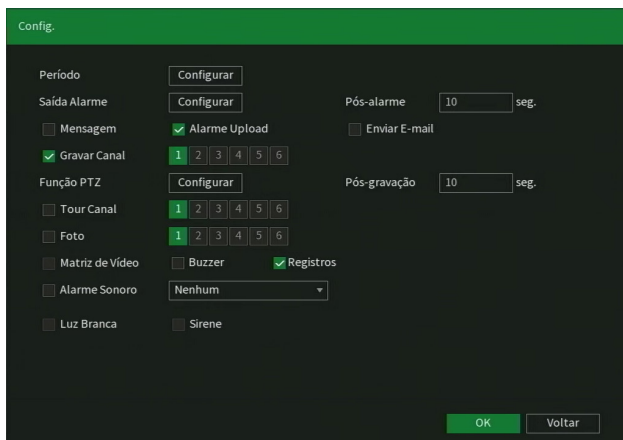 Config.
Período Configurar
Saída Alarme Configurar Pós-alarme 10 seg.
Mensagem Alarme Upload Enviar E-mail
Gravar Canal 1 2 3 4 5 6
Função PTZ Configurar Pós-gravação 10 seg.
Tour Canal 1 2 3 4 5 6
Foto 1 2 3 4 5 6
Matriz de Vídeo Buzzer Registros
Alarme Sonoro Nenhum
Luz Branca Sirene
OK Voltar